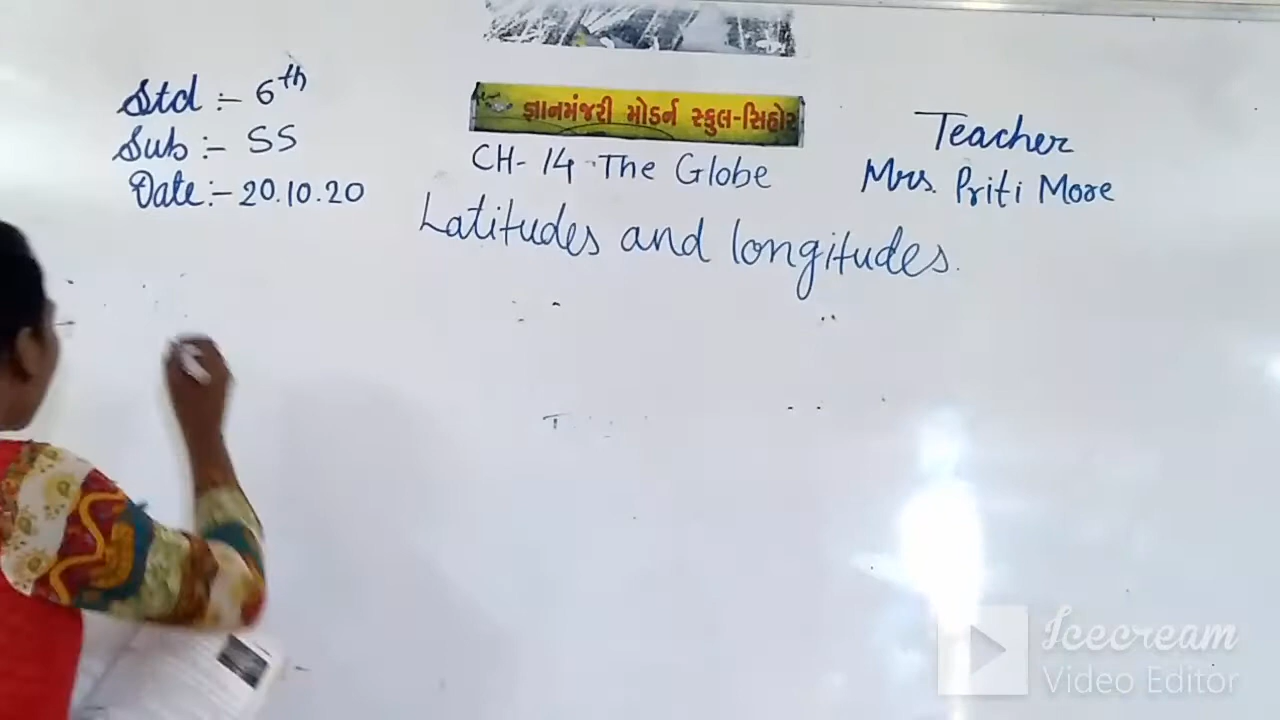 Std :- 6th
Sub :- SS
Date :- 20.10.20
જ્ઞાનમંજરી મોડર્ન સ્કુલ-સિહોર
CH- 14 The Globe
Latitudes and longitudes.
Teacher
Mrs. Priti More
Icecream
Video Editor